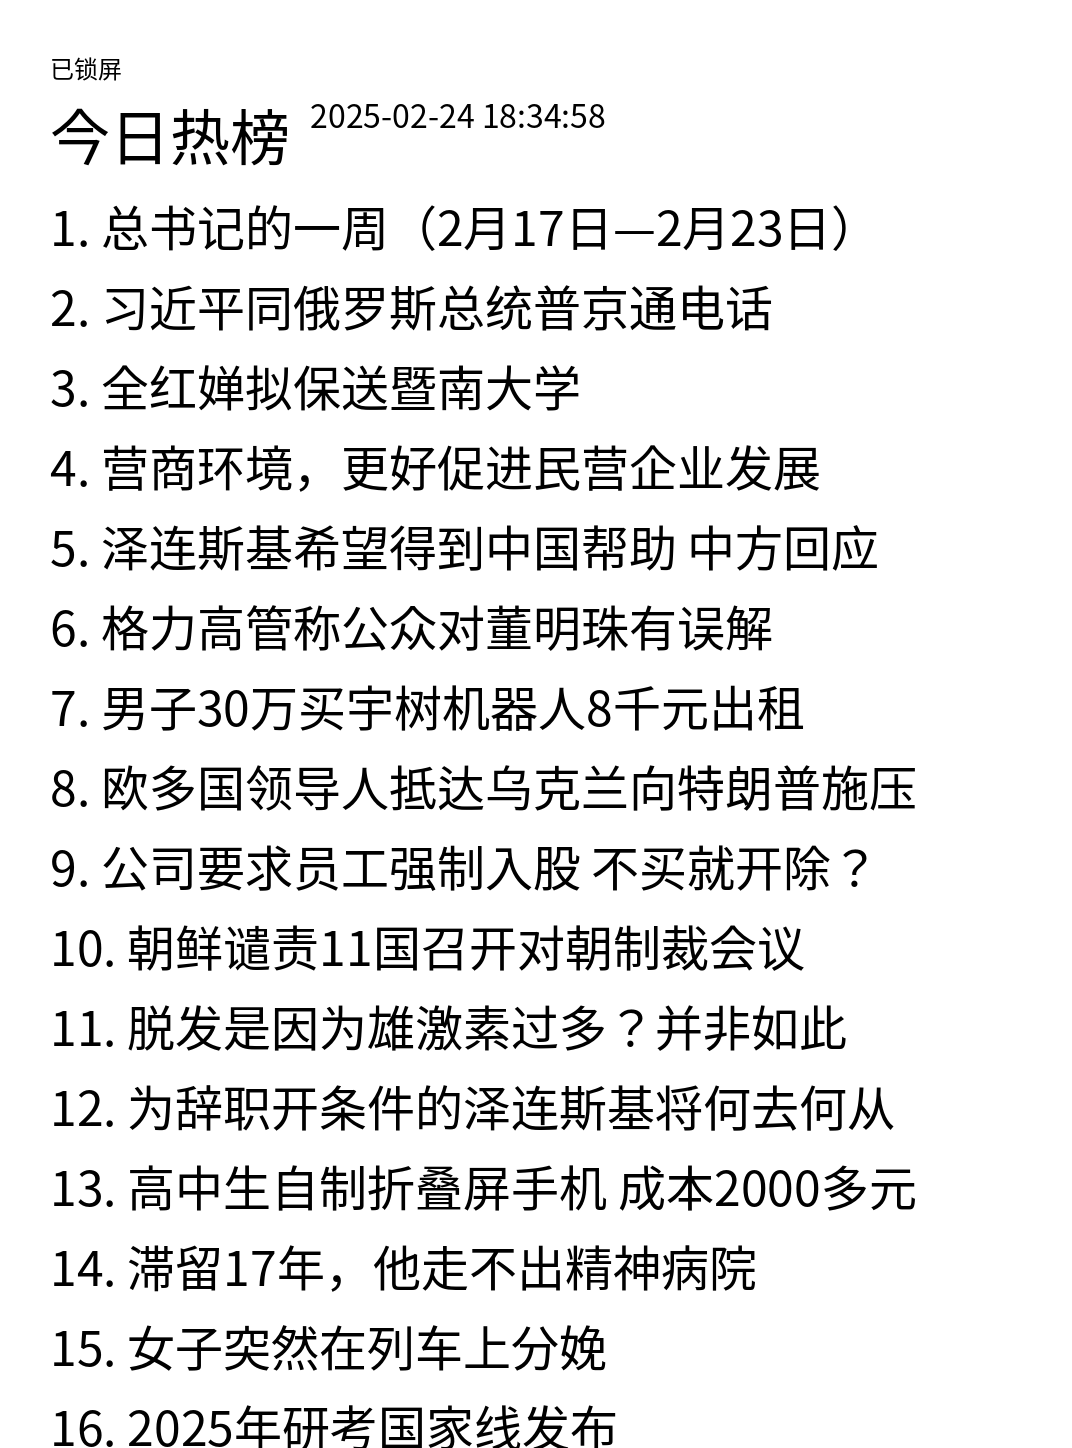 已锁屏
今日热榜 2025-02-24 18:34:58
1. 总书记的一周（2月17日—2月23日）
2. 习近平同俄罗斯总统普京通电话
3. 全红婵拟保送暨南大学
4. 营商环境，更好促进民营企业发展
5. 泽连斯基希望得到中国帮助 中方回应
6. 格力高管称公众对董明珠有误解
7. 男子30万买宇树机器人8千元出租
8. 欧多国领导人抵达乌克兰向特朗普施压
9. 公司要求员工强制入股 不买就开除？
10. 朝鲜谴责11国召开对朝制裁会议
11. 脱发是因为雄激素过多？并非如此
12. 为辞职开条件的泽连斯基将何去何从
13. 高中生自制折叠屏手机 成本2000多元
14. 滞留17年，他走不出精神病院
15. 女子突然在列车上分娩
16. 2025年研考国家线发布